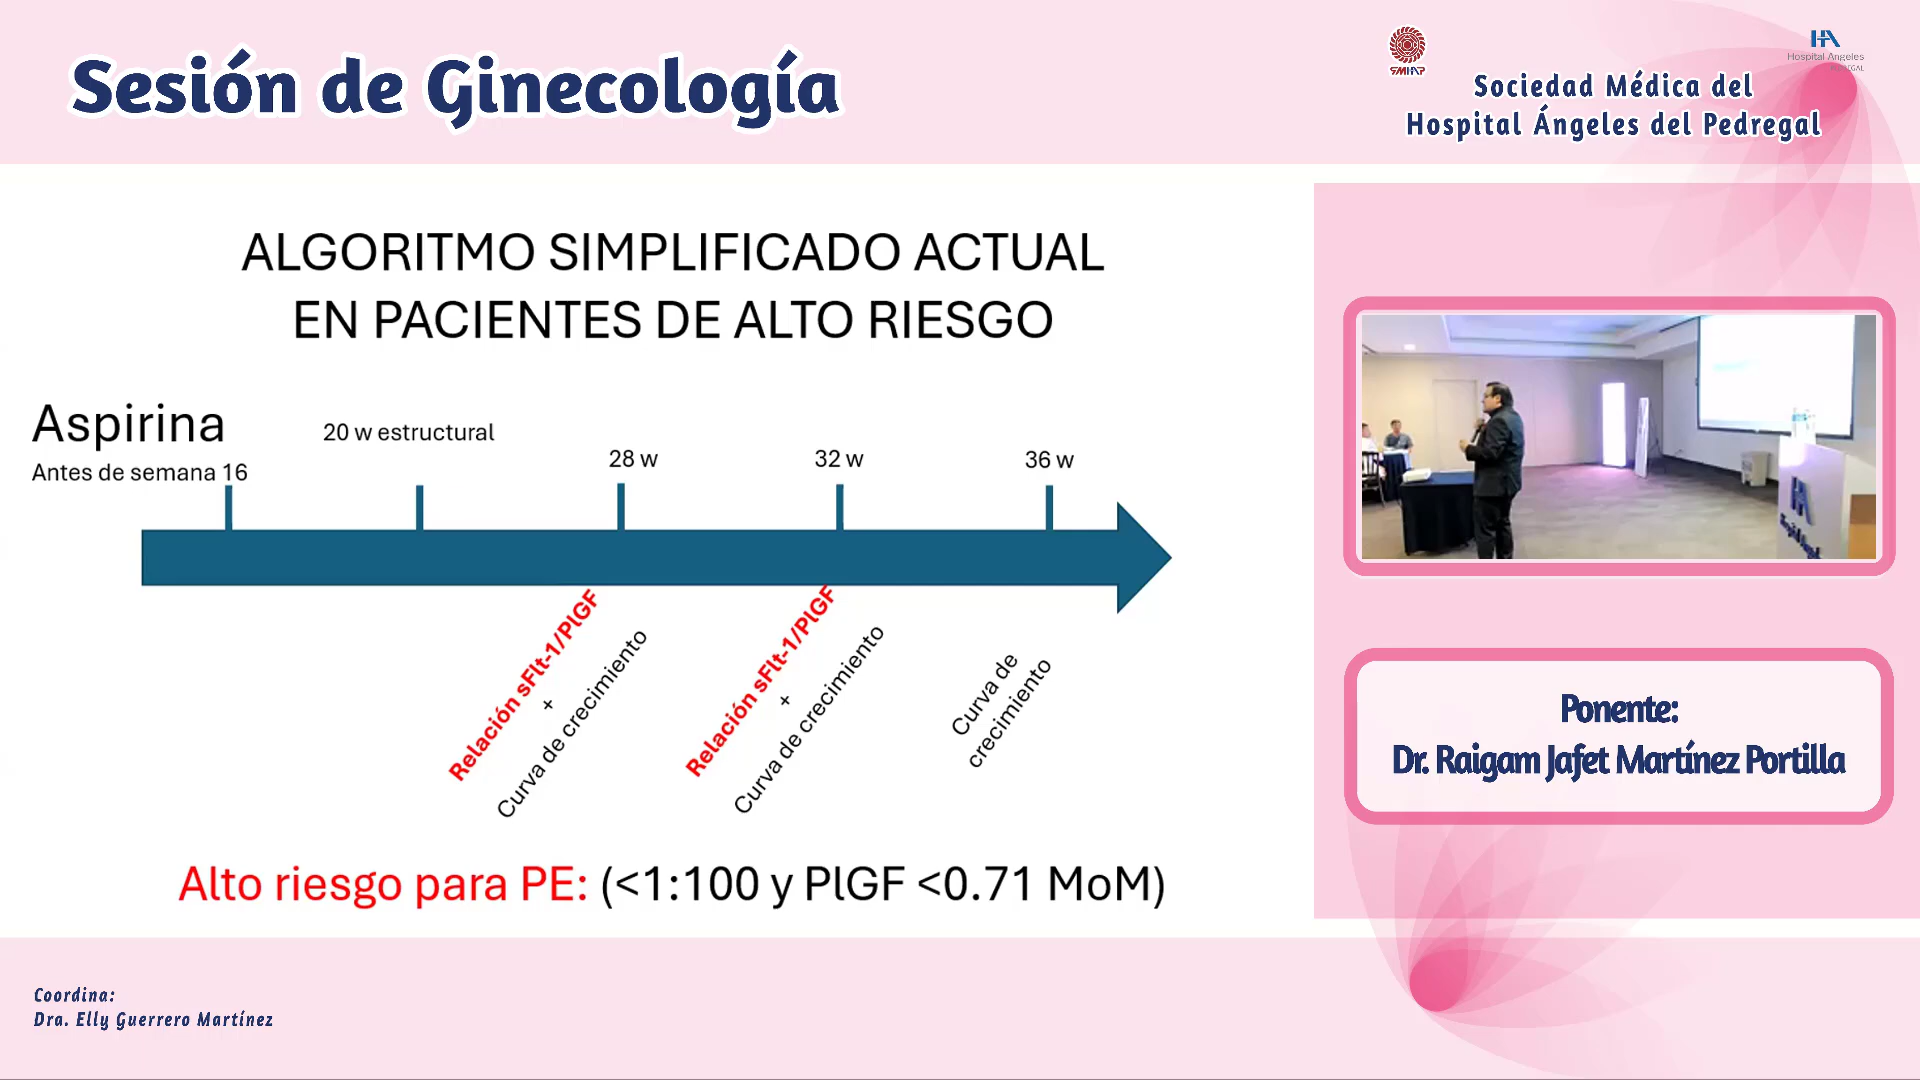 Sesión de Ginecología
SMHAP
Hospital Ángeles
Sociedad Médica del
Hospital Ángeles del Pedregal
ALGORITMO SIMPLIFICADO ACTUAL
EN PACIENTES DE ALTO RIESGO
Aspirina
Antes de semana 16
20 w estructural
28 w
32 w
36 w
Relación sFlt-1/PlGF
+
Curva de crecimiento
Relación sFlt-1/PlGF
+
Curva de crecimiento
Curva de
crecimiento
Alto riesgo para PE: (<1:100 y PlGF <0.71 MoM)
Ponente:
Dr. Raigam Jafet Martínez Portilla
Coordina:
Dra. Elly Guerrero Martínez